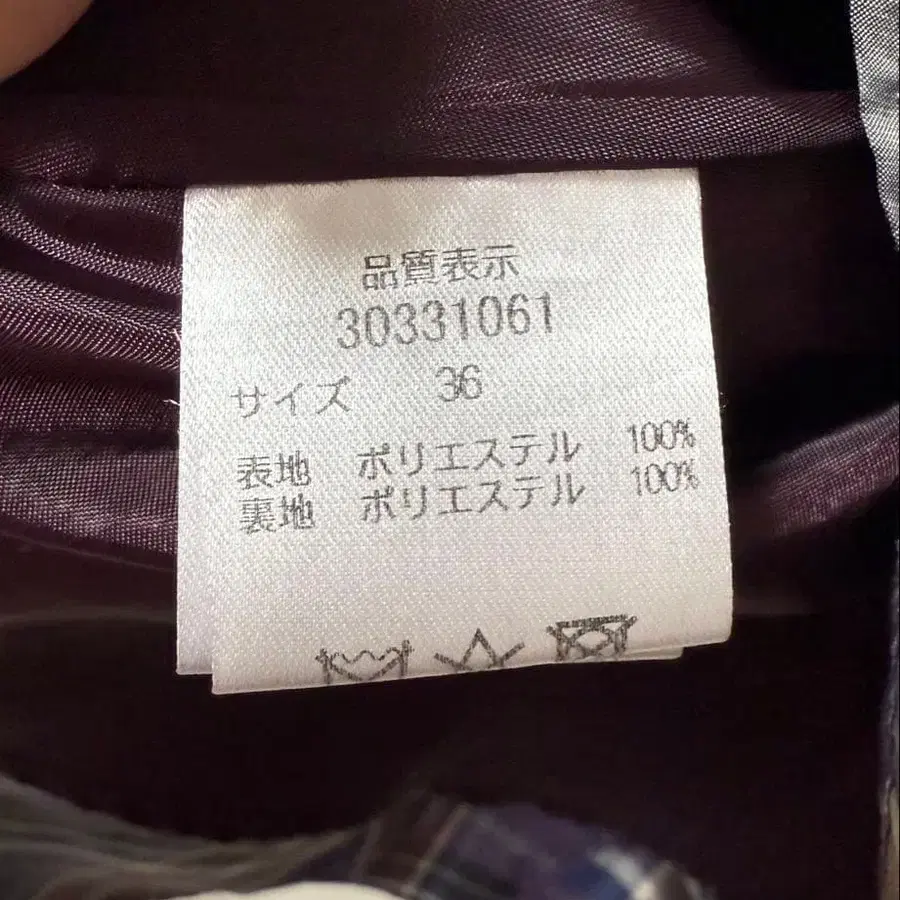 品質表示
30331061
サイズ 36
表地 ポリエステル 100%
裏地 ポリエステル 100%